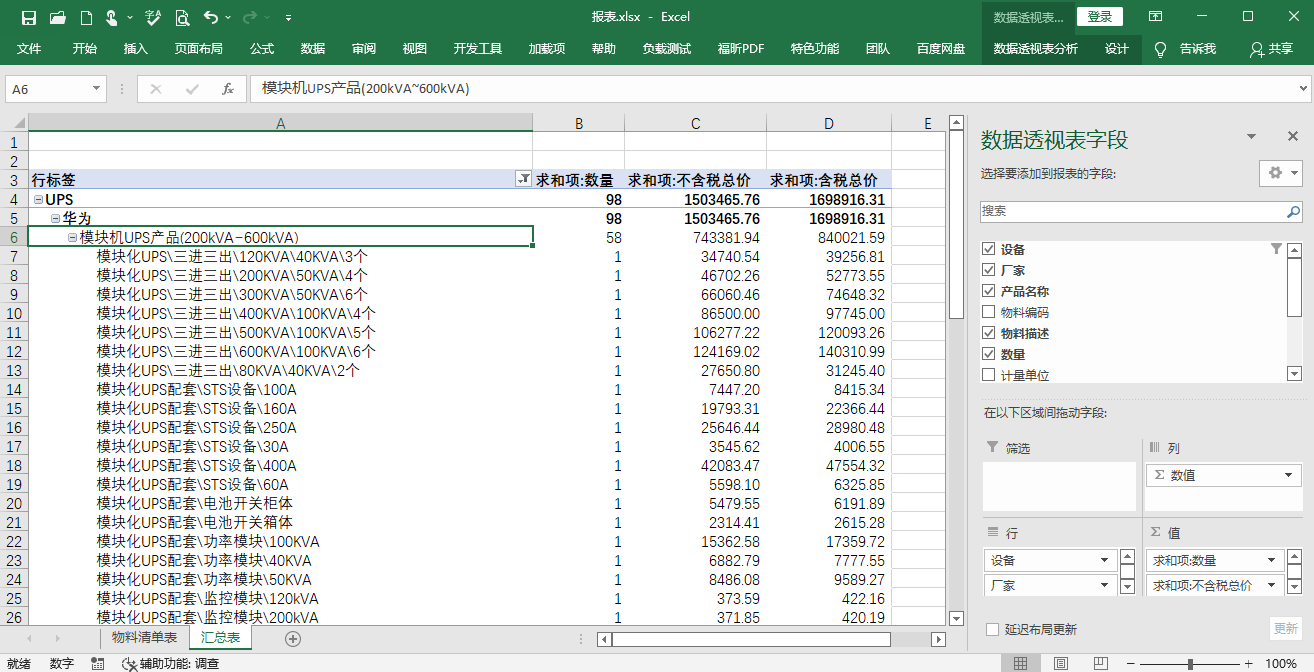 报表.xlsx - Excel
数据透视表...
登录
文件 开始 插入 页面布局 公式 数据 审阅 视图 开发工具 加载项 帮助 负载测试 福昕PDF 特色功能 团队 百度网盘 数据透视表分析 设计 告诉我 共享
A6 fx 模块机UPS产品(200kVA~600kVA)
A B C D E
1
2
3 行标签 求和项:数量 求和项:不含税总价 求和项:含税总价
4 UPS 98 1503465.76 1698916.31
5 华为 98 1503465.76 1698916.31
6 模块机UPS产品(200kVA~600kVA) 58 743381.94 840021.59
7 模块化UPS\三进三出\120KVA\40KVA\3个 1 34740.54 39256.81
8 模块化UPS\三进三出\200KVA\50KVA\4个 1 46702.26 52773.55
9 模块化UPS\三进三出\300KVA\50KVA\6个 1 66060.46 74648.32
10 模块化UPS\三进三出\400KVA\100KVA\4个 1 86500.00 97745.00
11 模块化UPS\三进三出\500KVA\100KVA\5个 1 106277.22 120093.26
12 模块化UPS\三进三出\600KVA\100KVA\6个 1 124169.02 140310.99
13 模块化UPS\三进三出\80KVA\40KVA\2个 1 27650.80 31245.40
14 模块化UPS配套\STS设备\100A 1 7447.20 8415.34
15 模块化UPS配套\STS设备\160A 1 19793.31 22366.44
16 模块化UPS配套\STS设备\250A 1 25646.44 28980.48
17 模块化UPS配套\STS设备\30A 1 3545.62 4006.55
18 模块化UPS配套\STS设备\400A 1 42083.47 47554.32
19 模块化UPS配套\STS设备\60A 1 5598.10 6325.85
20 模块化UPS配套\电池开关柜体 1 5479.55 6191.89
21 模块化UPS配套\电池开关箱体 1 2314.41 2615.28
22 模块化UPS配套\功率模块\100KVA 1 15362.58 17359.72
23 模块化UPS配套\功率模块\40KVA 1 6882.79 7777.55
24 模块化UPS配套\功率模块\50KVA 1 8486.08 9589.27
25 模块化UPS配套\监控模块\120kVA 1 373.59 422.16
26 模块化UPS配套\监控模块\200kVA 1 371.85 420.19
物料清单表 汇总表
就绪 数字 辅助功能: 调查 100%
数据透视表字段
选择要添加到报表的字段:
搜索
设备
厂家
产品名称
物料编码
物料描述
数量
计量单位
在以下区域间拖动字段:
筛选 列
Σ 数值
行 Σ 值
设备 求和项:数量
厂家 求和项:不含税总价
延迟布局更新 更新